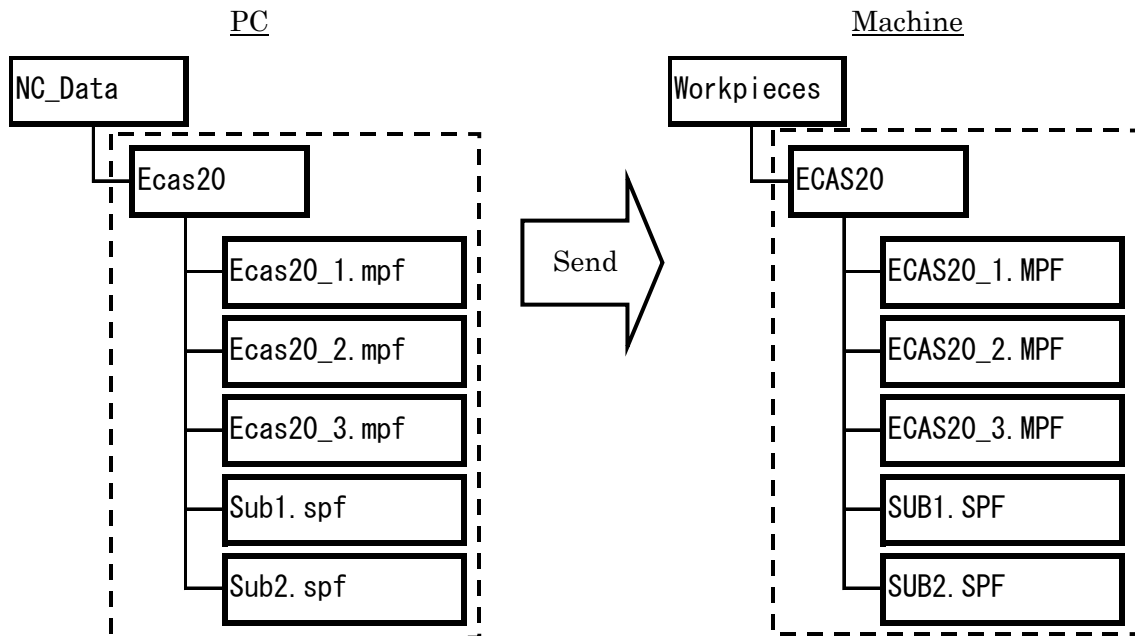 PC
Machine
NC_Data
Workpieces
Ecas20
ECAS20
Ecas20_1.mpf
ECAS20_1.MPF
Send
Ecas20_2.mpf
ECAS20_2.MPF
Ecas20_3.mpf
ECAS20_3.MPF
Sub1.spf
SUB1.SPF
Sub2.spf
SUB2.SPF